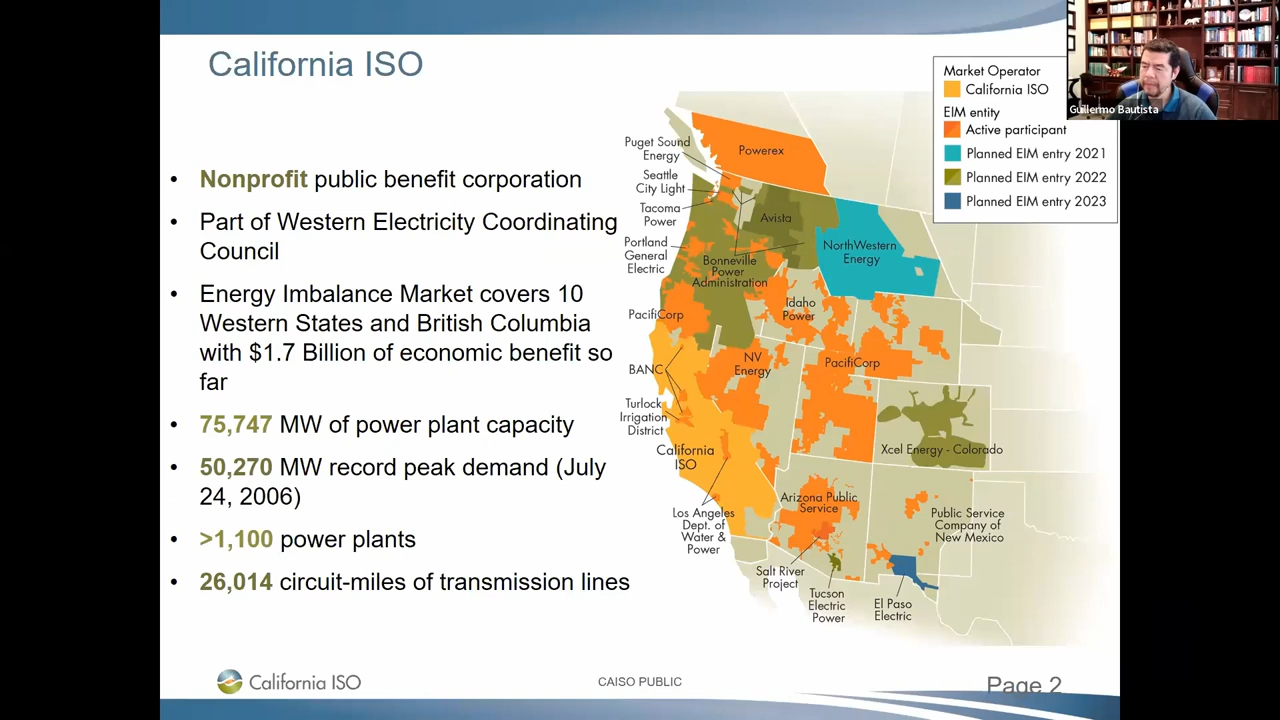 California ISO
• Nonprofit public benefit corporation
• Part of Western Electricity Coordinating
Council
• Energy Imbalance Market covers 10
Western States and British Columbia
with $1.7 Billion of economic benefit so
far
• 75,747 MW of power plant capacity
• 50,270 MW record peak demand (July
24, 2006)
• >1,100 power plants
• 26,014 circuit-miles of transmission lines
Market Operator
California ISO
EIM entity
Active participant
Planned EIM entry 2021
Planned EIM entry 2022
Planned EIM entry 2023
Guillermo Bautista
Powerex
Puget Sound
Energy
Seattle
City Light
Tacoma
Power
Portland
General
Electric
Avista
Bonneville
Power
Administration
NorthWestern
Energy
Idaho
Power
PacifiCorp
BANC
NV
Energy
PacifiCorp
Turlock
Irrigation
District
California
ISO
Xcel Energy - Colorado
Los Angeles
Dept. of
Water &
Power
Arizona Public
Service
Public Service
Company of
New Mexico
Salt River
Project
Tucson
Electric
Power
El Paso
Electric
California ISO
CAISO PUBLIC
Page 2